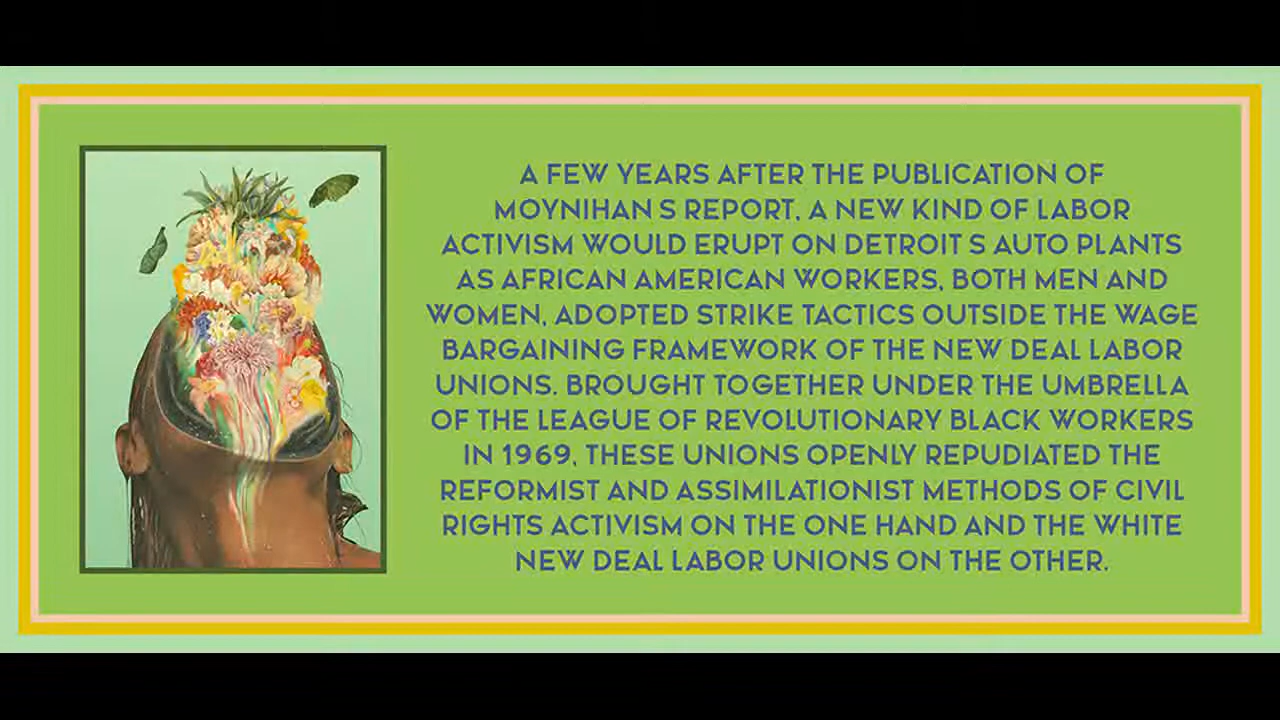 A FEW YEARS AFTER THE PUBLICATION OF
MOYNIHAN S REPORT, A NEW KIND OF LABOR
ACTIVISM WOULD ERUPT ON DETROIT S AUTO PLANTS
AS AFRICAN AMERICAN WORKERS, BOTH MEN AND
WOMEN, ADOPTED STRIKE TACTICS OUTSIDE THE WAGE
BARGAINING FRAMEWORK OF THE NEW DEAL LABOR
UNIONS. BROUGHT TOGETHER UNDER THE UMBRELLA
OF THE LEAGUE OF REVOLUTIONARY BLACK WORKERS
IN 1969, THESE UNIONS OPENLY REPUDIATED THE
REFORMIST AND ASSIMILATIONIST METHODS OF CIVIL
RIGHTS ACTIVISM ON THE ONE HAND AND THE WHITE
NEW DEAL LABOR UNIONS ON THE OTHER.